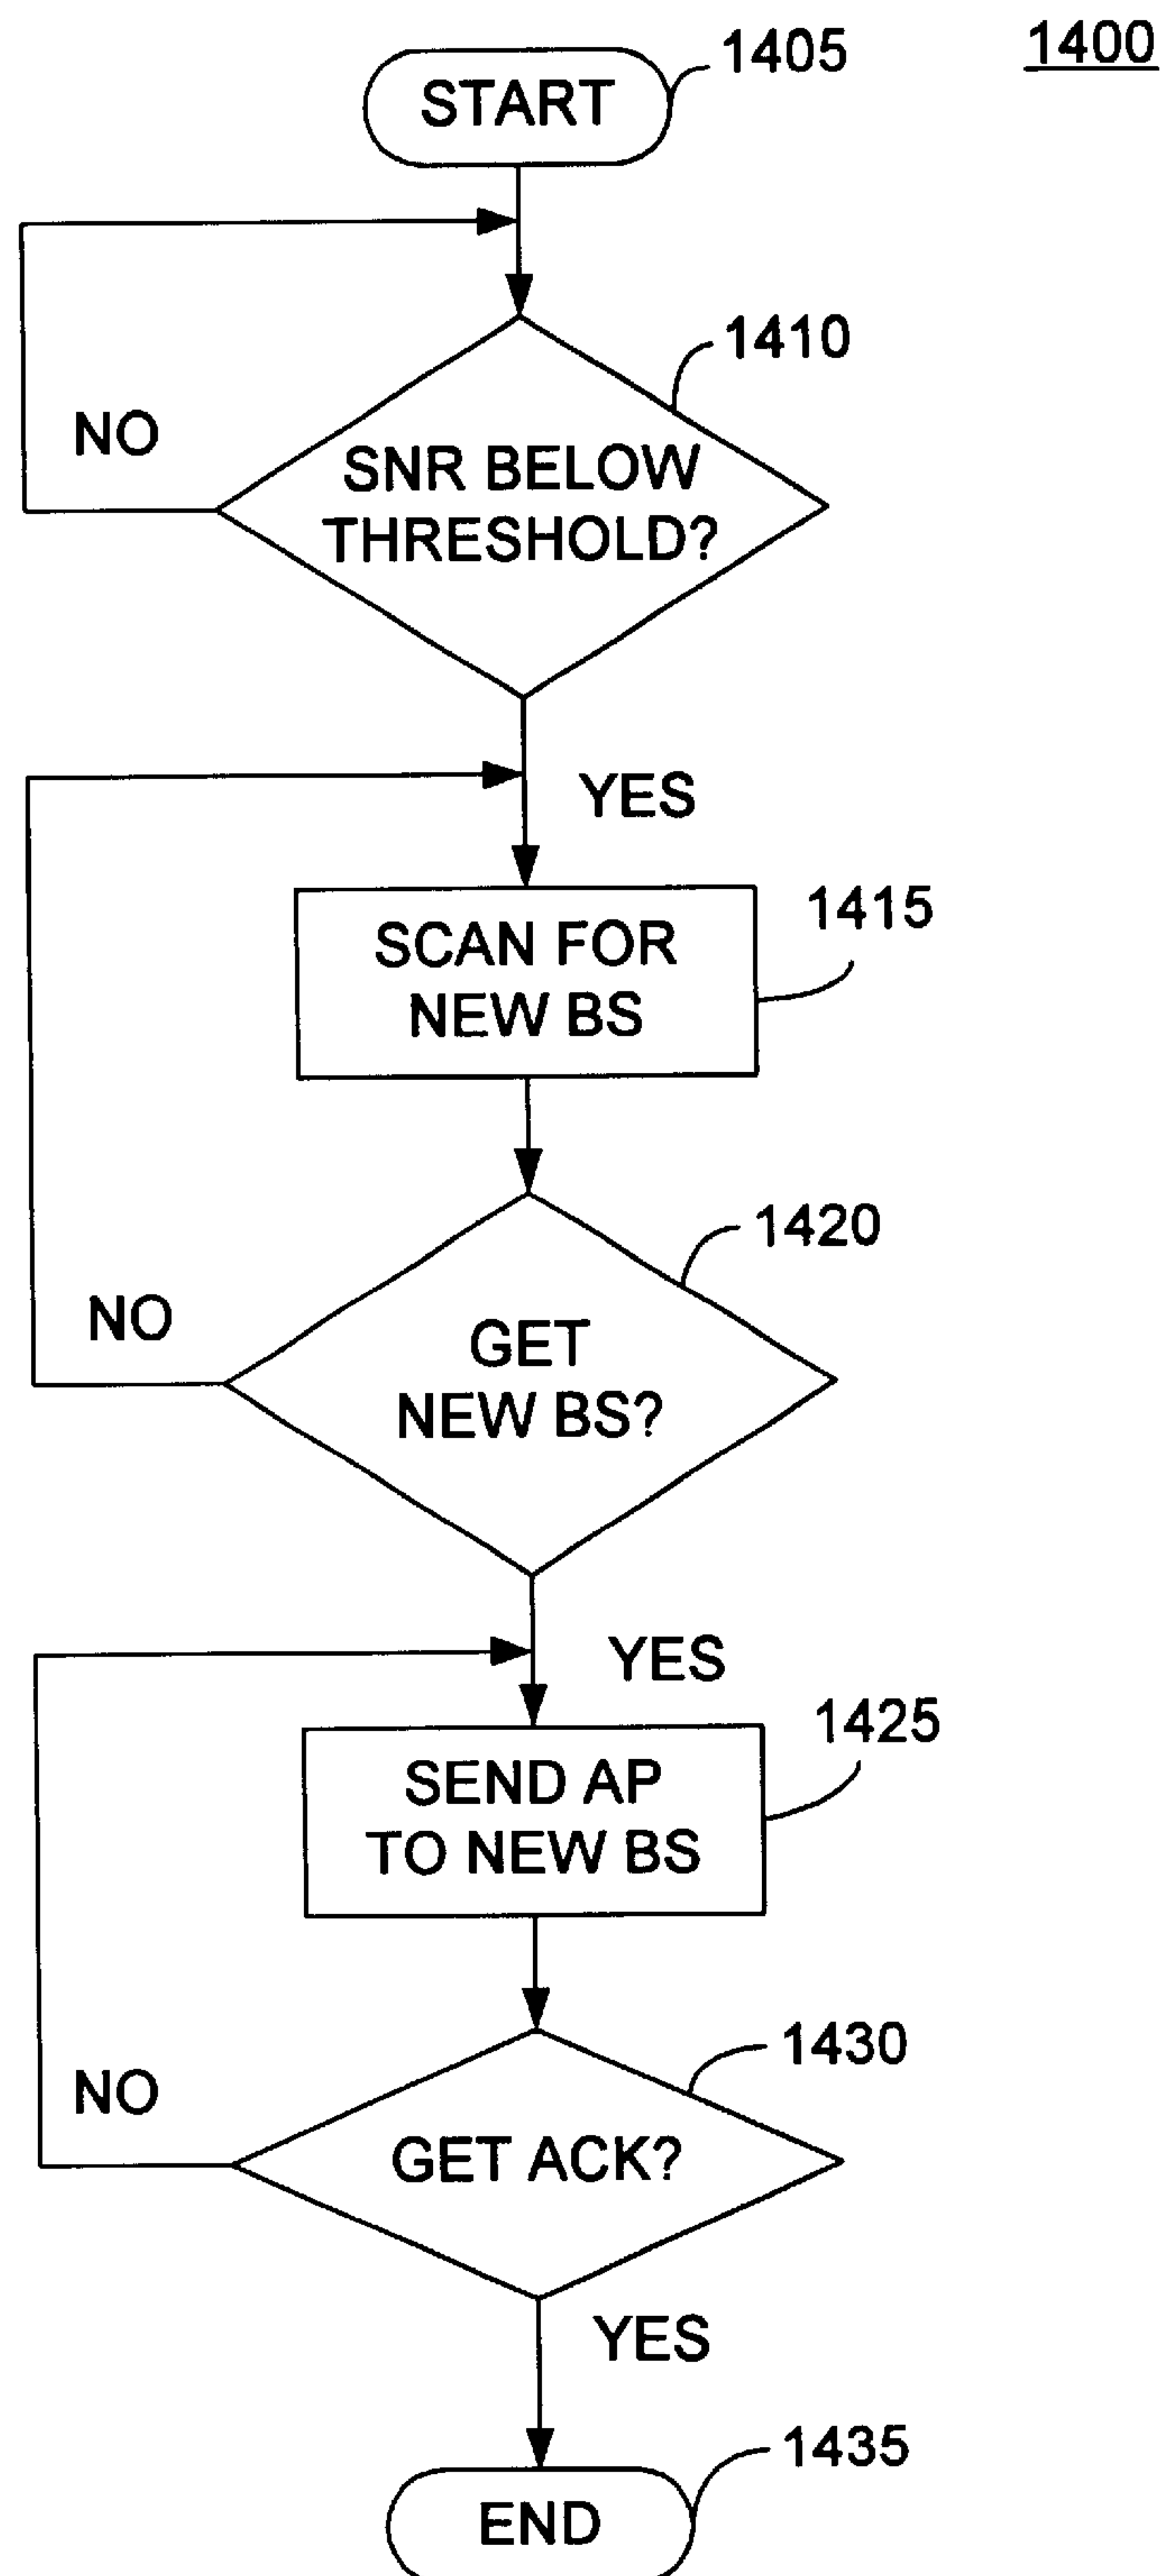 1400
1405
START
1410
NO
SNR BELOW
THRESHOLD?
YES
1415
SCAN FOR
NEW BS
1420
NO
GET
NEW BS?
YES
1425
SEND AP
TO NEW BS
1430
NO
GET ACK?
YES
1435
END